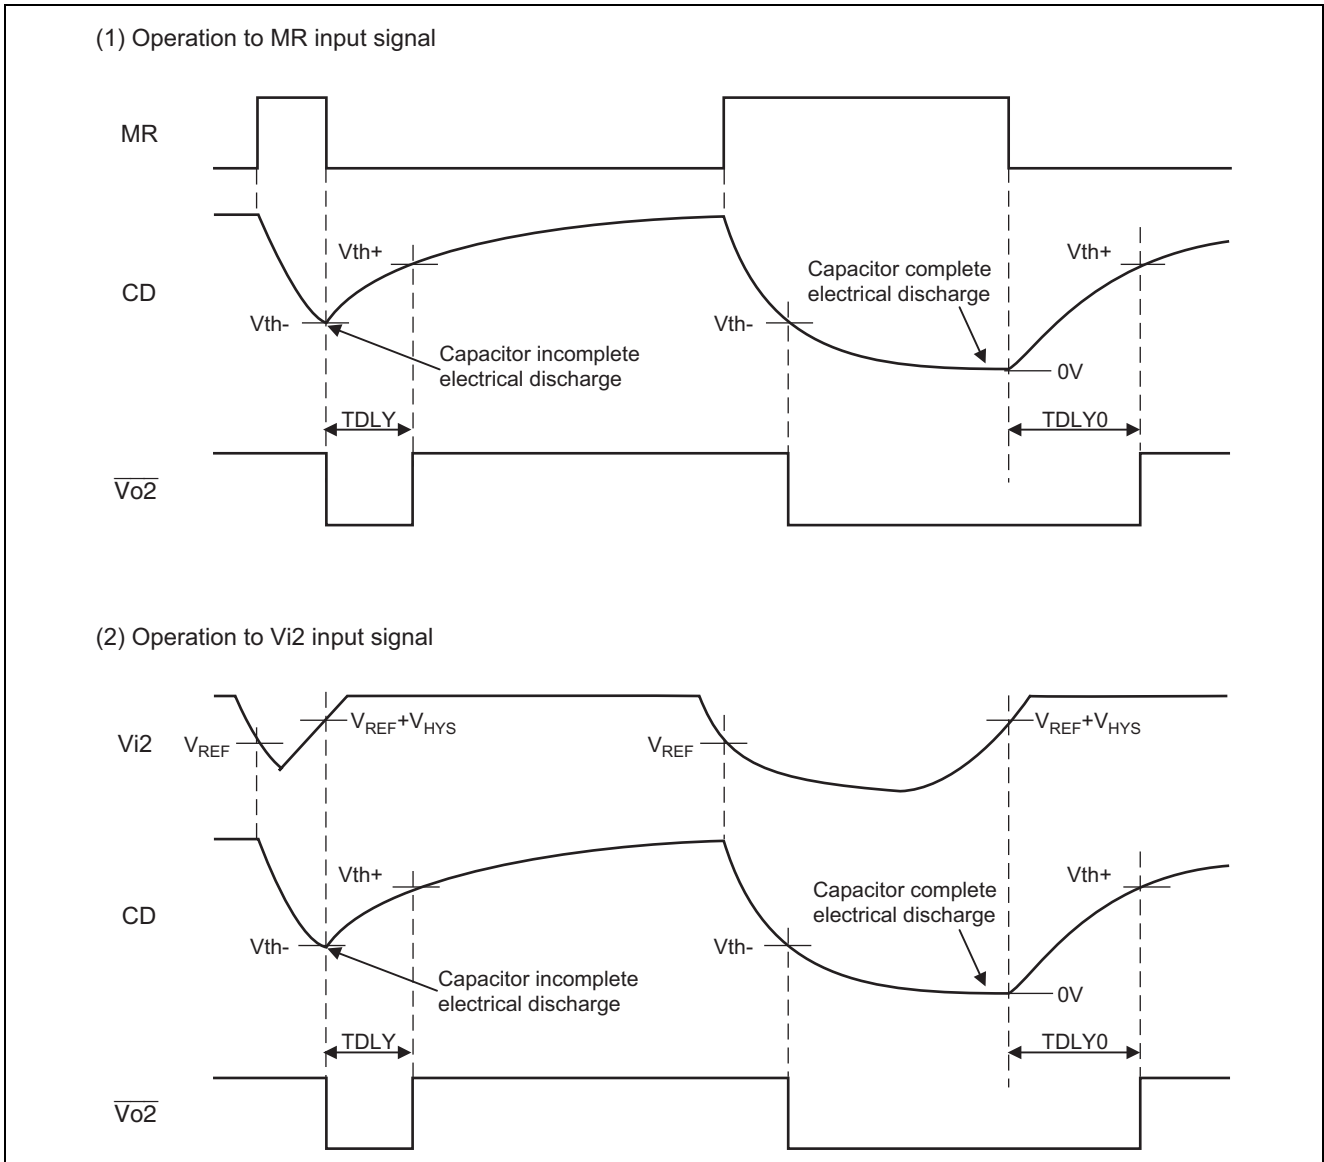 (1) Operation to MR input signal
MR
CD
Vth+
Vth-
Capacitor incomplete
electrical discharge
Vth-
Capacitor complete
electrical discharge
Vth+
0V
TDLY
TDLY0
Vo2
(2) Operation to Vi2 input signal
Vi2
VREF
VREF+VHYS
VREF
VREF+VHYS
CD
Vth+
Vth-
Capacitor incomplete
electrical discharge
Vth-
Capacitor complete
electrical discharge
Vth+
0V
TDLY
TDLY0
Vo2